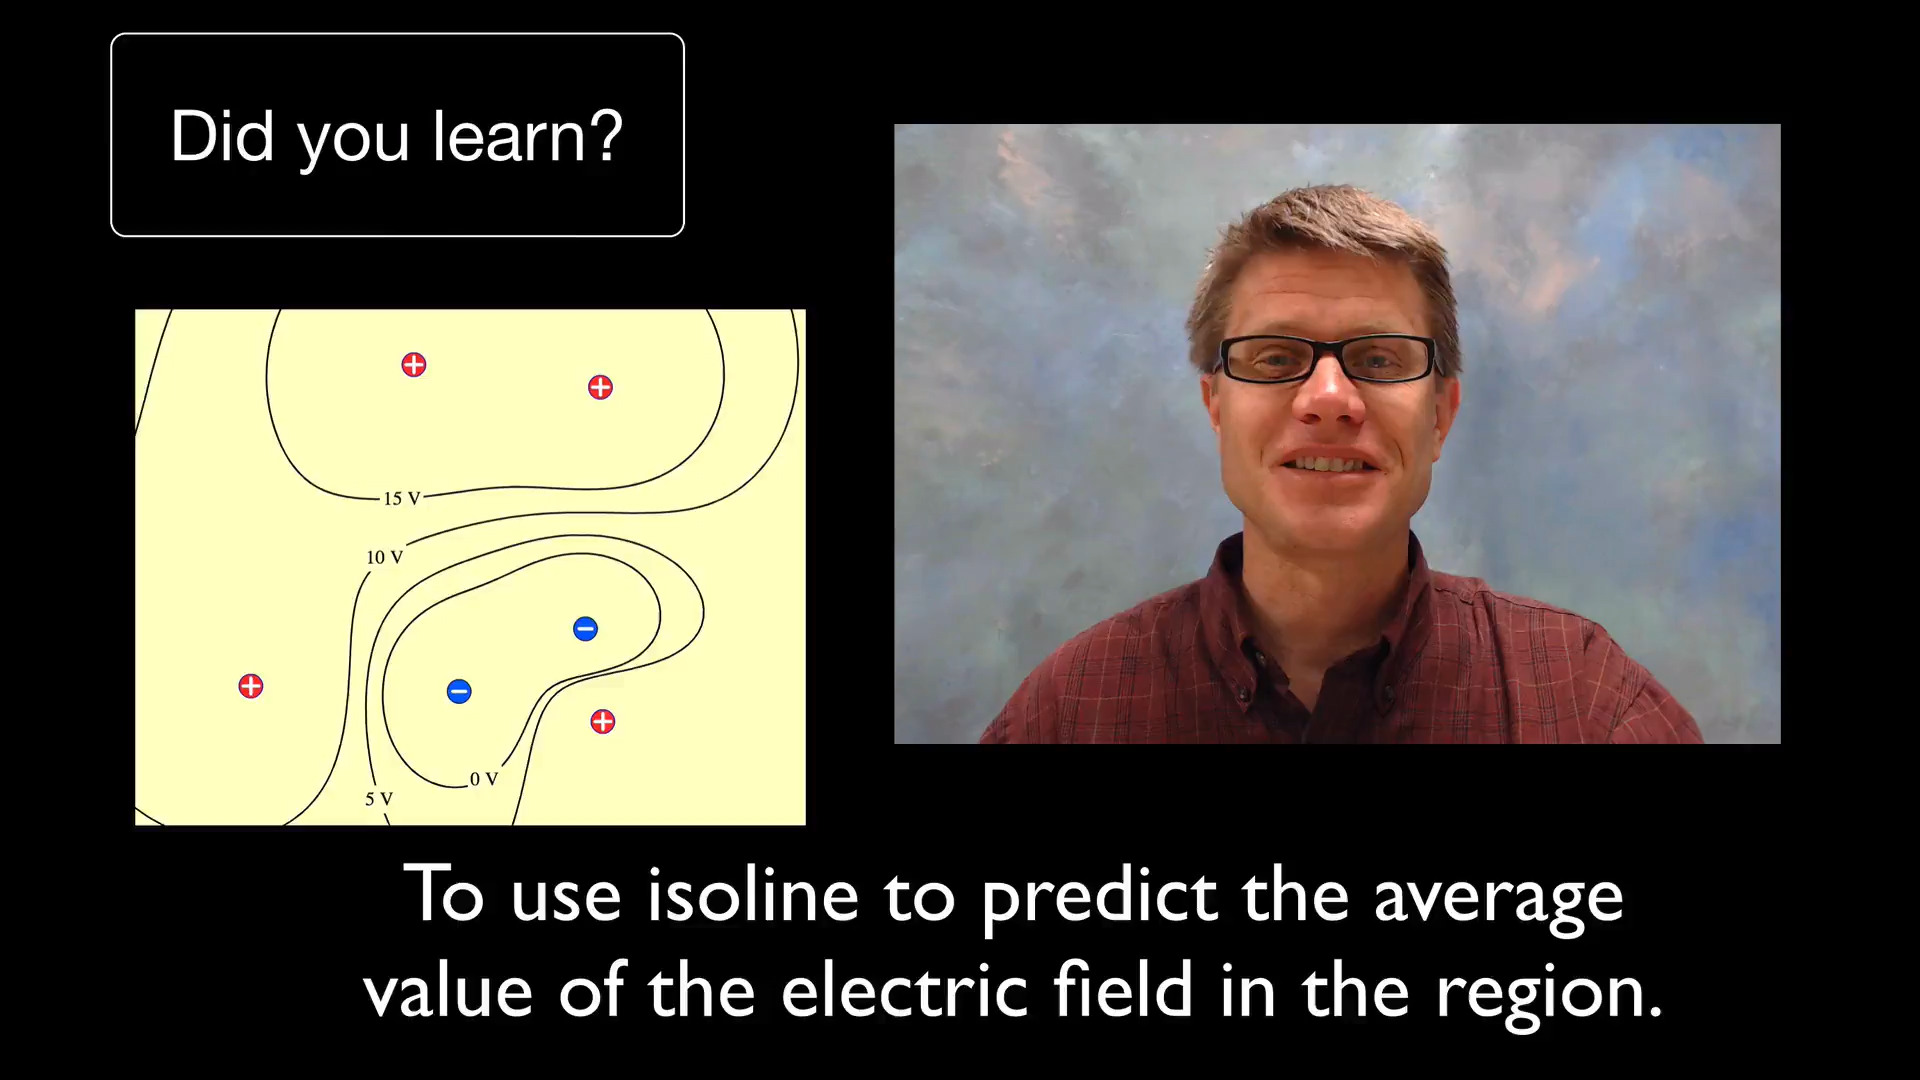 Did you learn?
15 V
10 V
0 V
5 V
To use isoline to predict the average
value of the electric field in the region.